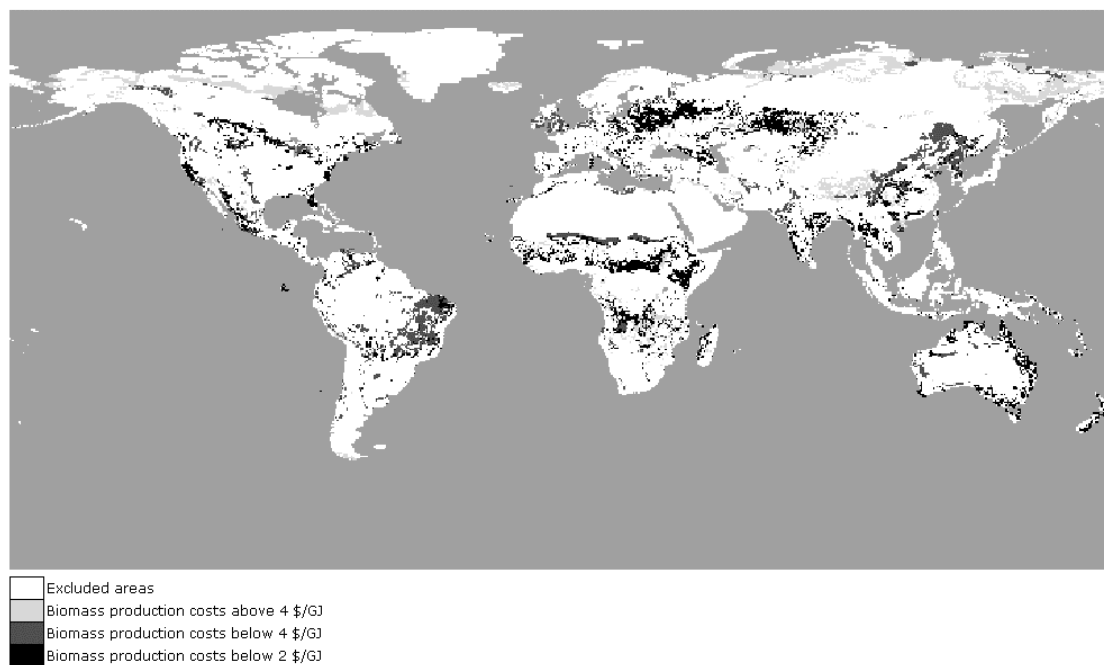 Excluded areas
Biomass production costs above 4 $/GJ
Biomass production costs below 4 $/GJ
Biomass production costs below 2 $/GJ